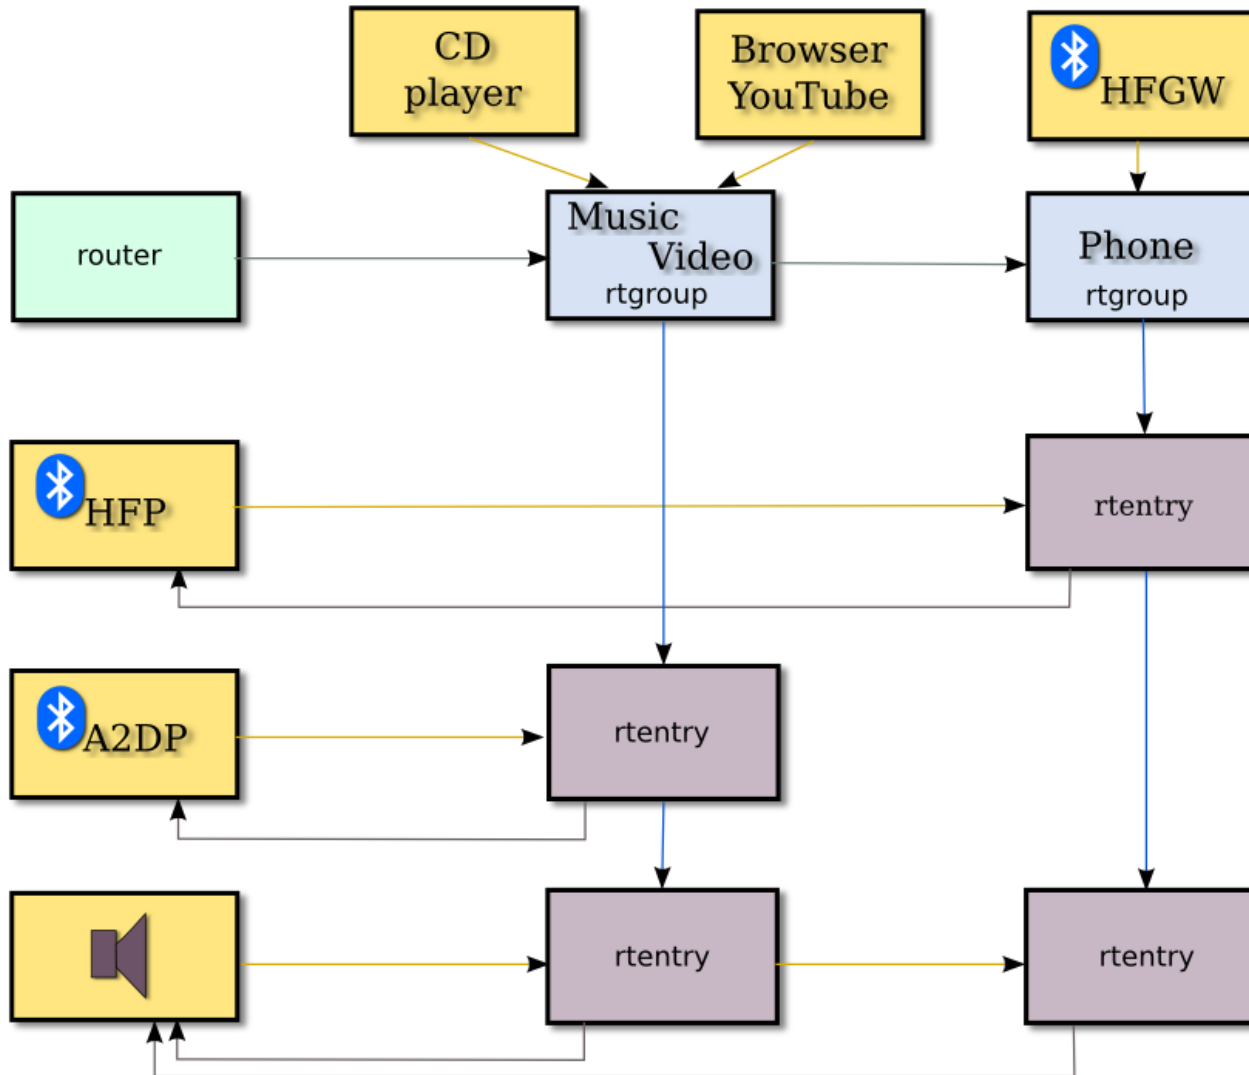 CD
player
Browser
YouTube
HFGW
router
Music
Video
rtgroup
Phone
rtgroup
HFP
rtentry
A2DP
rtentry
rtentry
rtentry